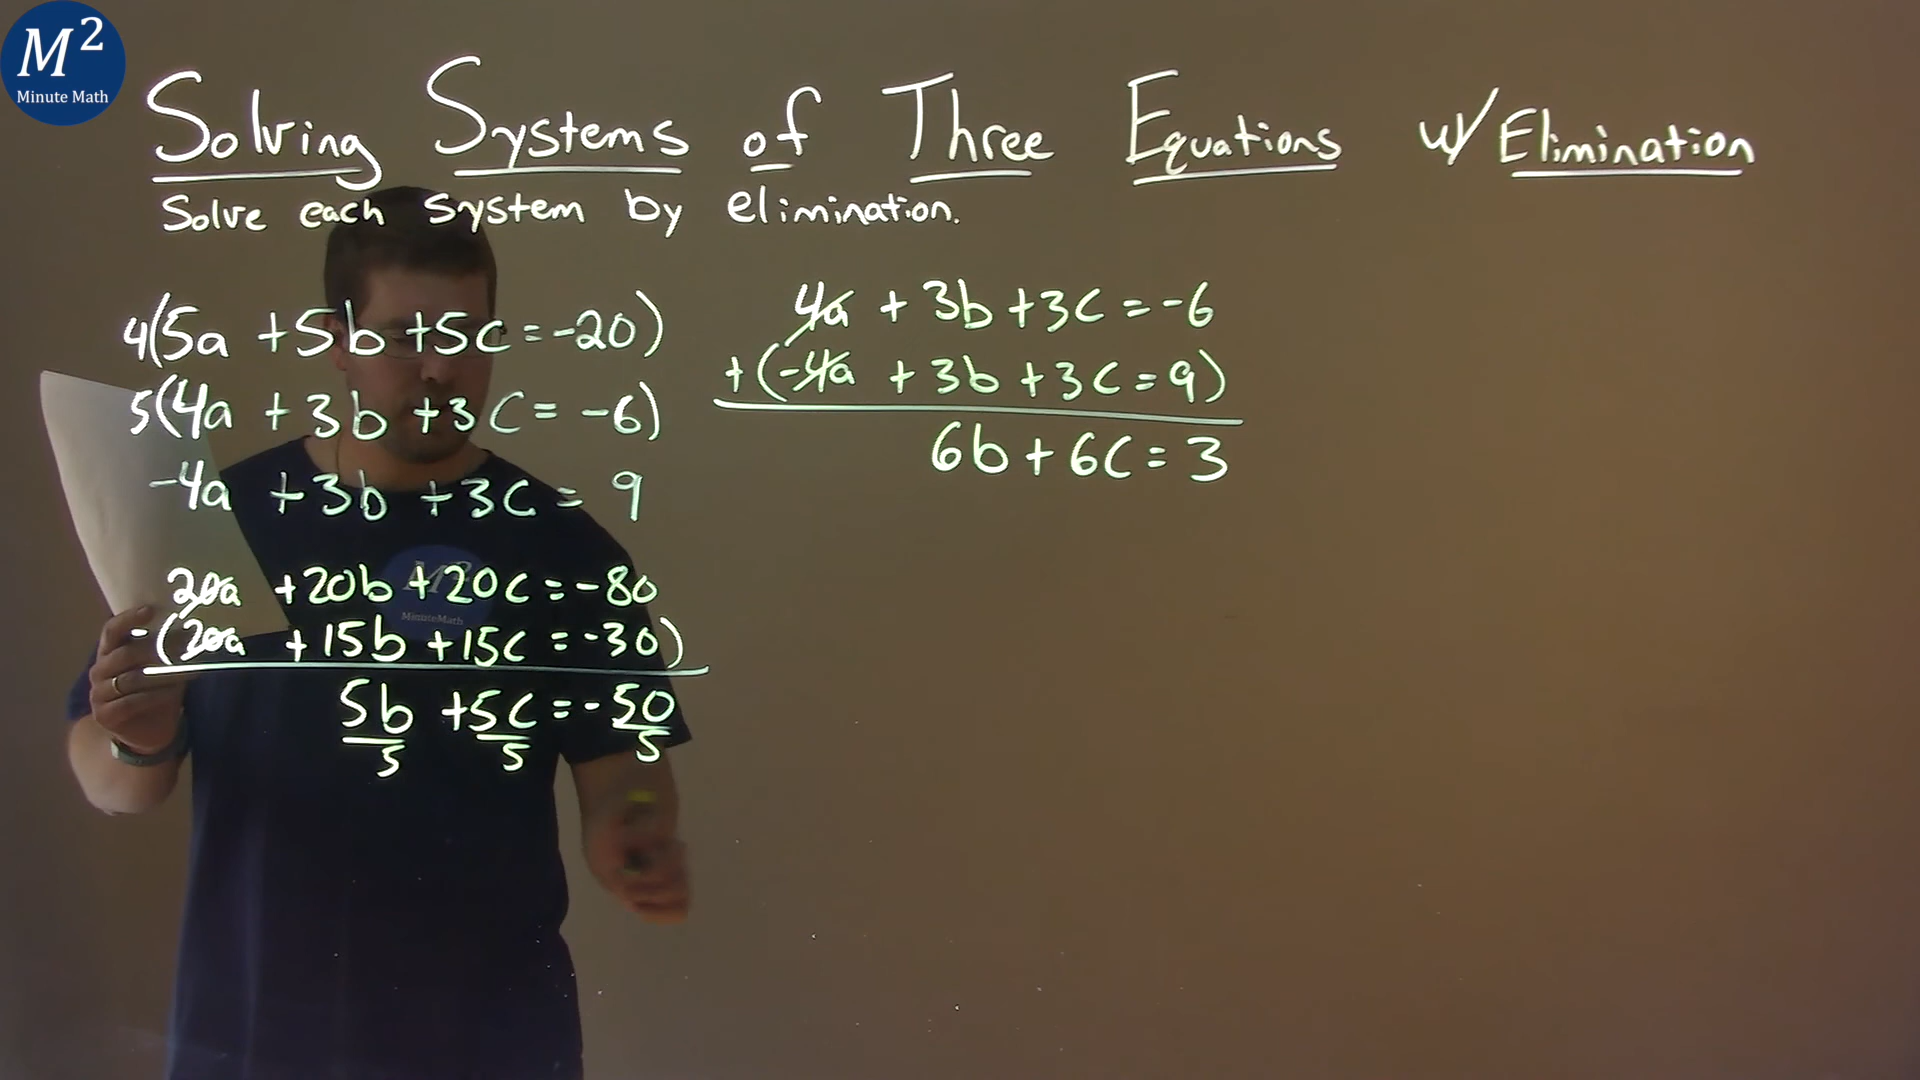 M²
Minute Math
Solving Systems of Three Equations w/ Elimination
Solve each system by elimination.
4(5a +5b +5c = -20)
5(4a +3b +3c = -6)
-4a +3b +3c = 9
20a +20b +20c = -80
-(20a +15b +15c = -30)
5b +5c = -50
5 5 5
4a + 3b + 3c = -6
+(-4a + 3b + 3c = 9)
6b + 6c = 3
M²
MinuteMath